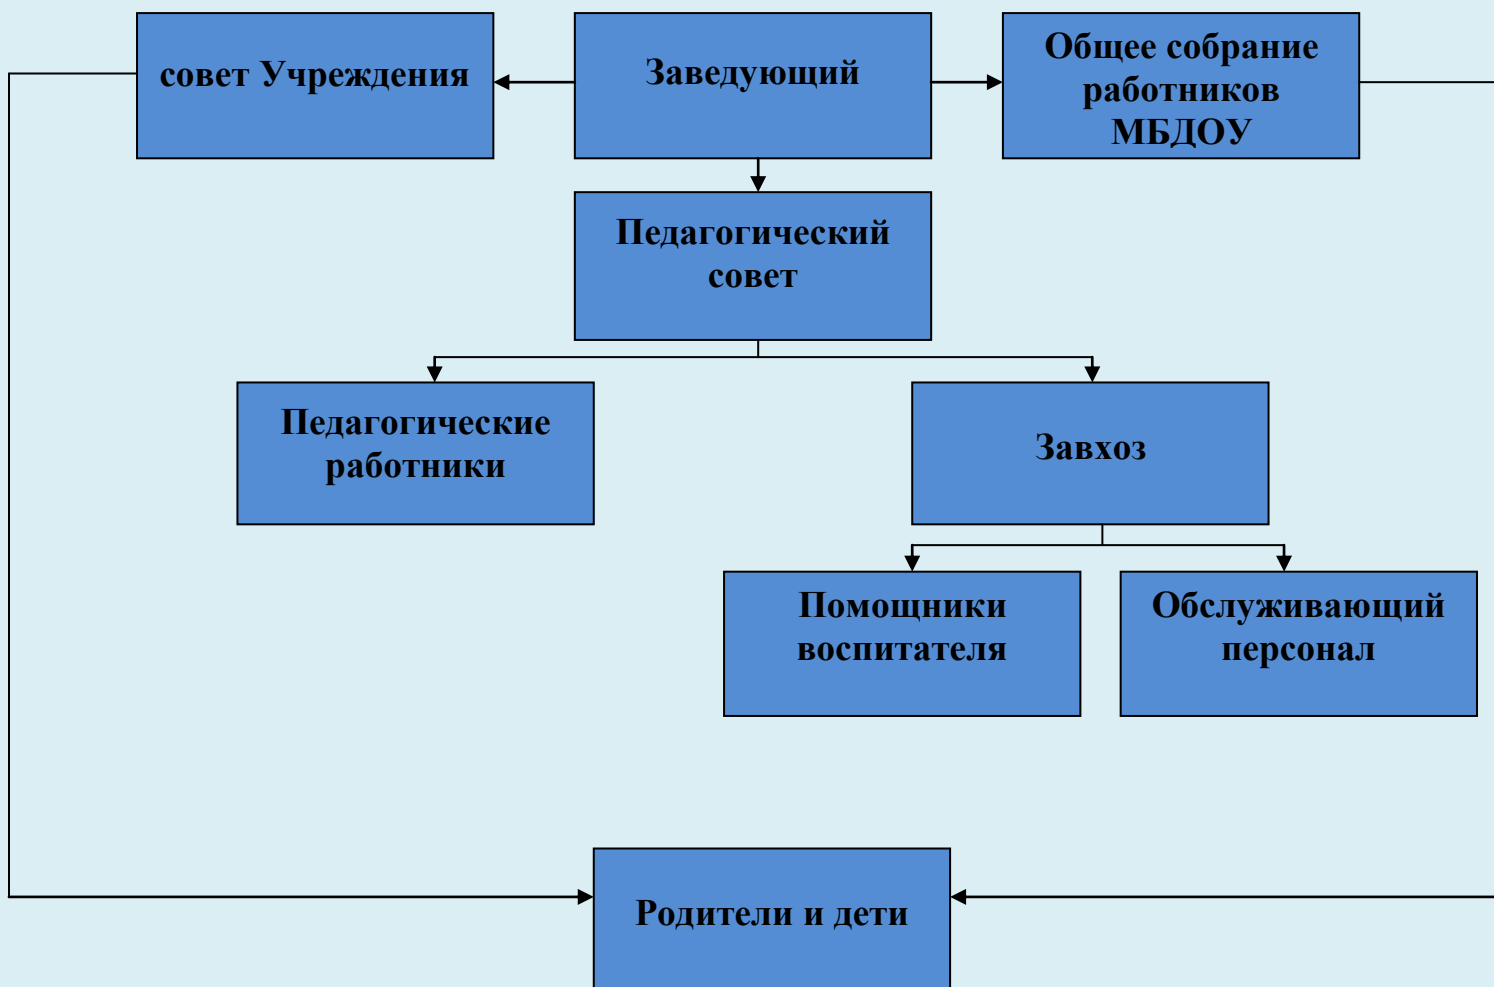 совет Учреждения
Заведующий
Общее собрание
работников
МБДОУ
Педагогический
совет
Педагогические
работники
Завхоз
Помощники
воспитателя
Обслуживающий
персонал
Родители и дети